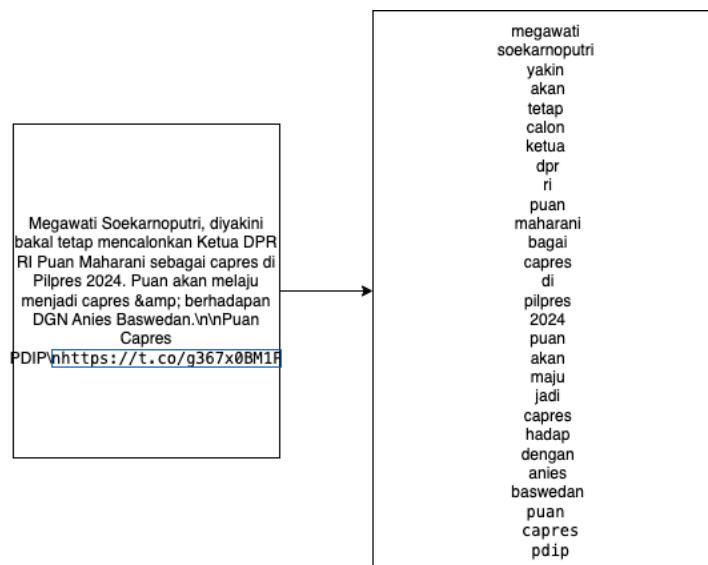 Megawati Soekarnoputri, diyakini
bakal tetap mencalonkan Ketua DPR
RI Puan Maharani sebagai capres di
Pilpres 2024. Puan akan melaju
menjadi capres &amp; berhadapan
DGN Anies Baswedan.\n\nPuan
Capres
PDIP\nhttps://t.co/g367x0BM1F
megawati
soekarnoputri
yakin
akan
tetap
calon
ketua
dpr
ri
puan
maharani
bagai
capres
di
pilpres
2024
puan
akan
maju
jadi
capres
hadap
dengan
anies
baswedan
puan
capres
pdip